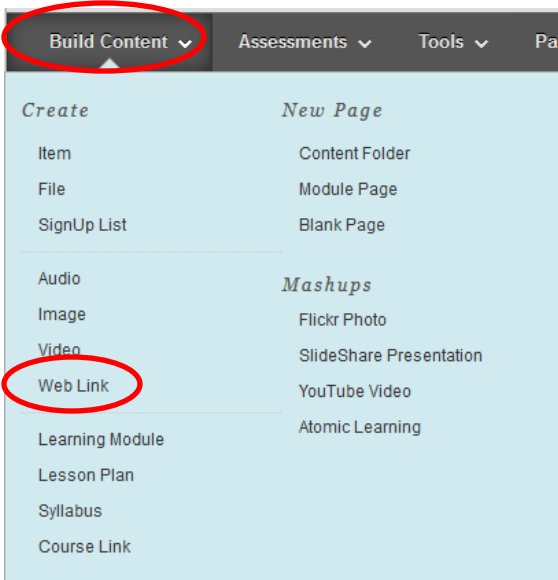 Build Content Assessments Tools Pa
Create
Item
File
SignUp List
Audio
Image
Video
Web Link
Learning Module
Lesson Plan
Syllabus
Course Link
New Page
Content Folder
Module Page
Blank Page
Mashups
Flickr Photo
SlideShare Presentation
YouTube Video
Atomic Learning